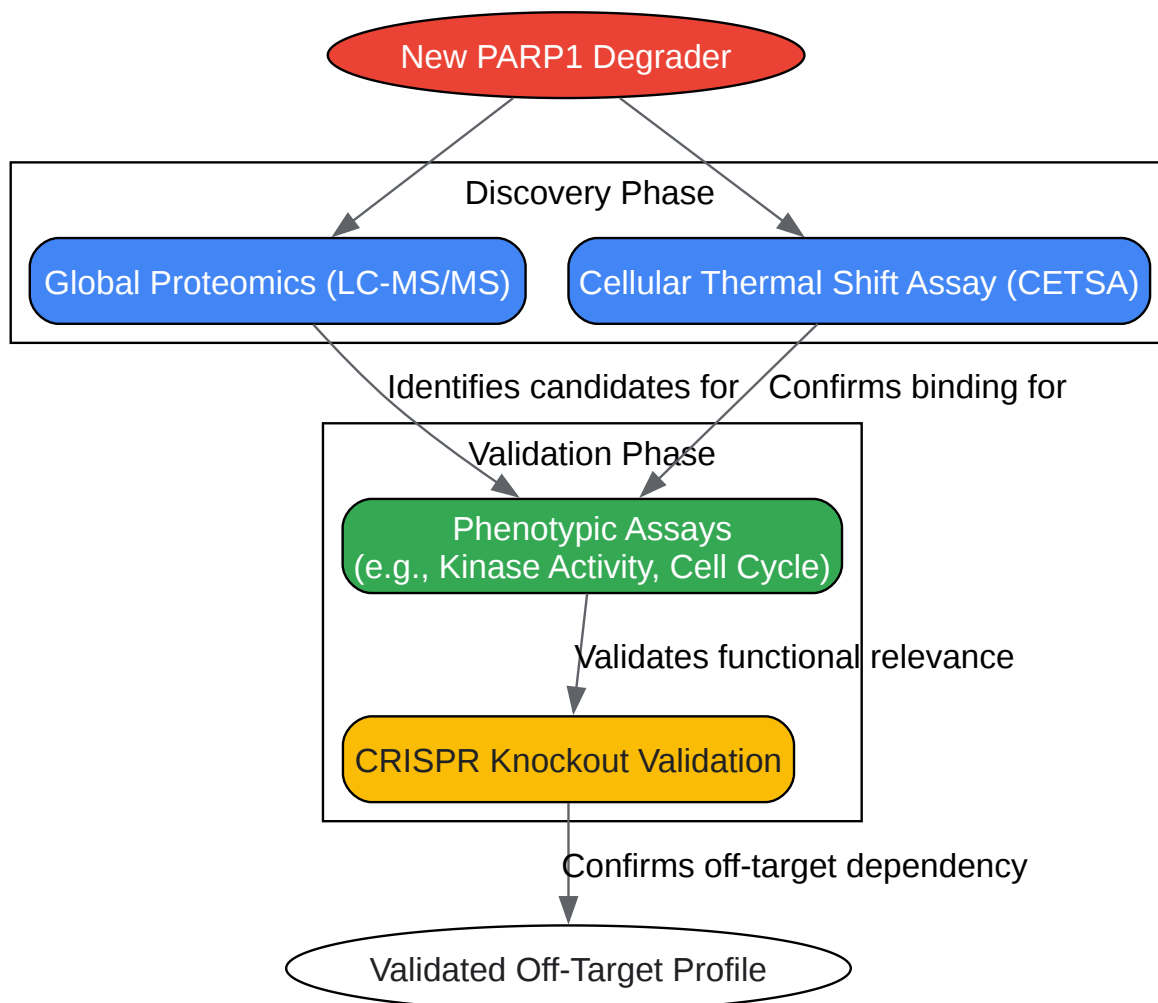 New PARP1 Degrader
Discovery Phase
Global Proteomics (LC-MS/MS)
Cellular Thermal Shift Assay (CETSA)
Identifies candidates for
Confirms binding for
Validation Phase
Phenotypic Assays
(e.g., Kinase Activity, Cell Cycle)
Validates functional relevance
CRISPR Knockout Validation
Confirms off-target dependency
Validated Off-Target Profile